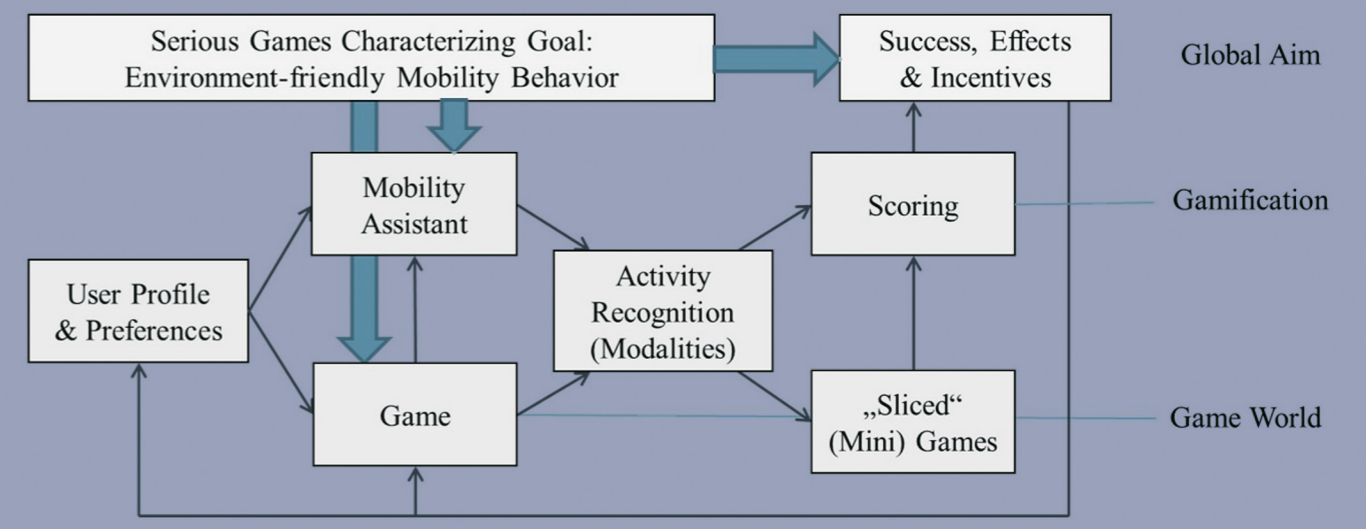 Serious Games Characterizing Goal:
Environment-friendly Mobility Behavior
Success, Effects
& Incentives
Global Aim
Mobility
Assistant
Scoring
Gamification
User Profile
& Preferences
Activity
Recognition
(Modalities)
Game
„Sliced“
(Mini) Games
Game World